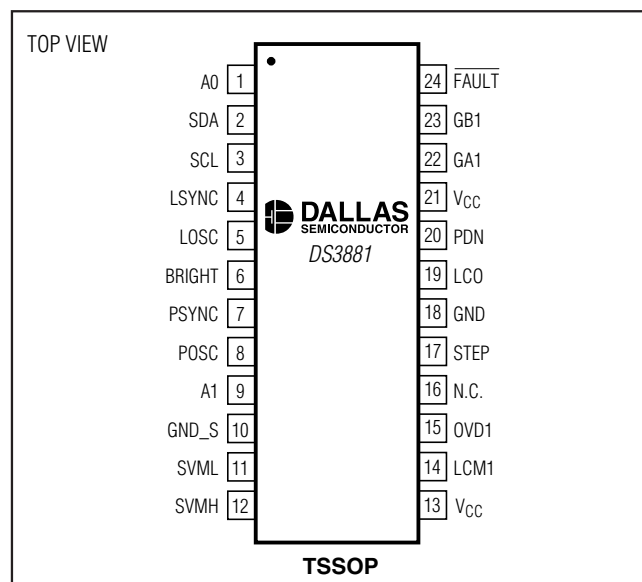 TOP VIEW
A0 1
SDA 2
SCL 3
LSYNC 4
LOSC 5
BRIGHT 6
PSYNC 7
POSC 8
A1 9
GND_S 10
SVML 11
SVMH 12
DALLAS
SEMICONDUCTOR
DS3881
24 FAULT
23 GB1
22 GA1
21 VCC
20 PDN
19 LCO
18 GND
17 STEP
16 N.C.
15 OVD1
14 LCM1
13 VCC
TSSOP